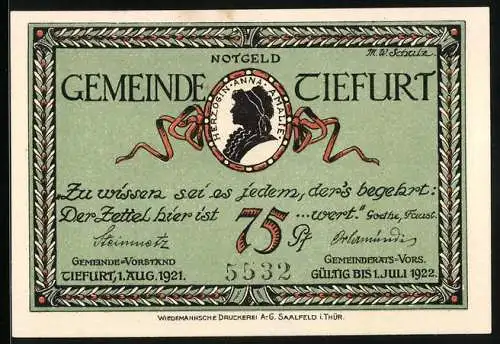 NOTGELD
M.W. Schulz
GEMEINDE TIEFURT
HERZOGIN·ANNA·AMALIE
„Zu wissen sei es jedem, der's begehrt:
Der Zettel hier ist 75 Pf ...wert.“ Goethe, Faust.
Steinmetz Orlamünde
GEMEINDE=VORSTAND GEMEINDERATS=VORS.
TIEFURT, 1. AUG. 1921. 5532 GÜLTIG BIS 1. JULI 1922.
WIEDEMANNSCHE DRUCKEREI A.=G. SAALFELD i. THÜR.